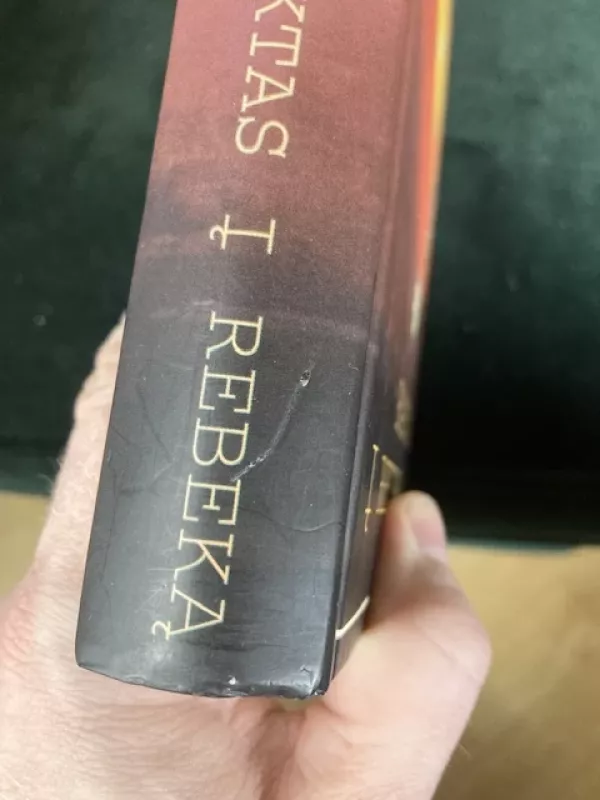 KTAS Į REBEKĄ